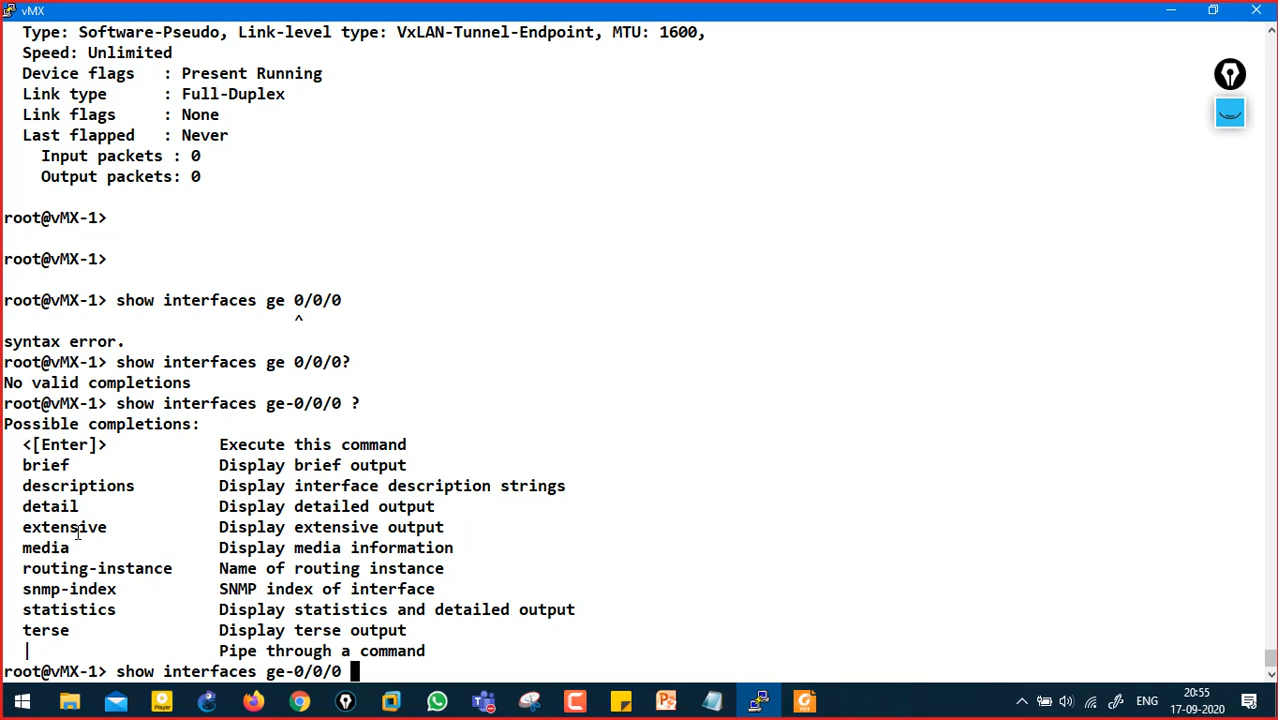 vMX
Type: Software-Pseudo, Link-level type: VxLAN-Tunnel-Endpoint, MTU: 1600,
Speed: Unlimited
Device flags   : Present Running
Link type      : Full-Duplex
Link flags     : None
Last flapped   : Never
Input packets : 0
Output packets: 0
root@vMX-1>
root@vMX-1>
root@vMX-1> show interfaces ge 0/0/0
^
syntax error.
root@vMX-1> show interfaces ge 0/0/0?
No valid completions
root@vMX-1> show interfaces ge-0/0/0 ?
Possible completions:
<[Enter]>            Execute this command
brief                Display brief output
descriptions         Display interface description strings
detail               Display detailed output
extensive            Display extensive output
media                Display media information
routing-instance     Name of routing instance
snmp-index           SNMP index of interface
statistics           Display statistics and detailed output
terse                Display terse output
|                    Pipe through a command
root@vMX-1> show interfaces ge-0/0/0
ENG
20:55
17-09-2020